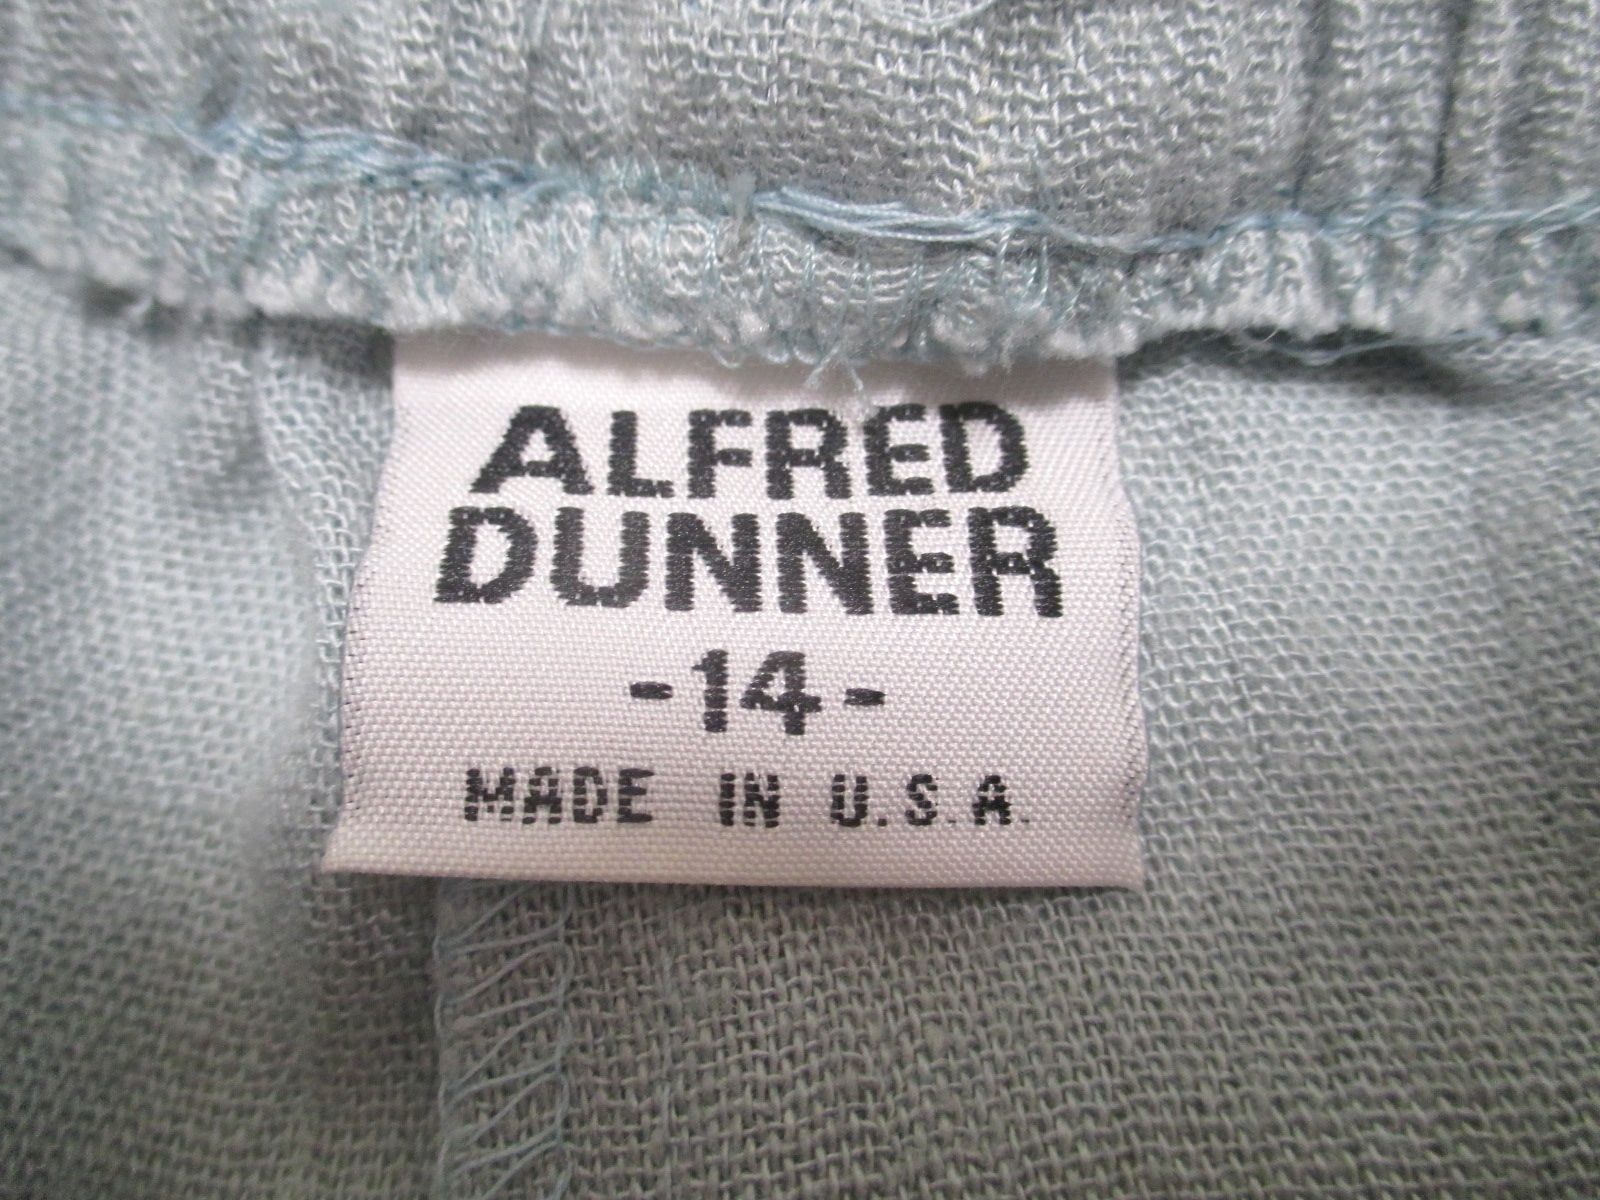 ALFRED
DUNNER
-14-
MADE IN U.S.A.